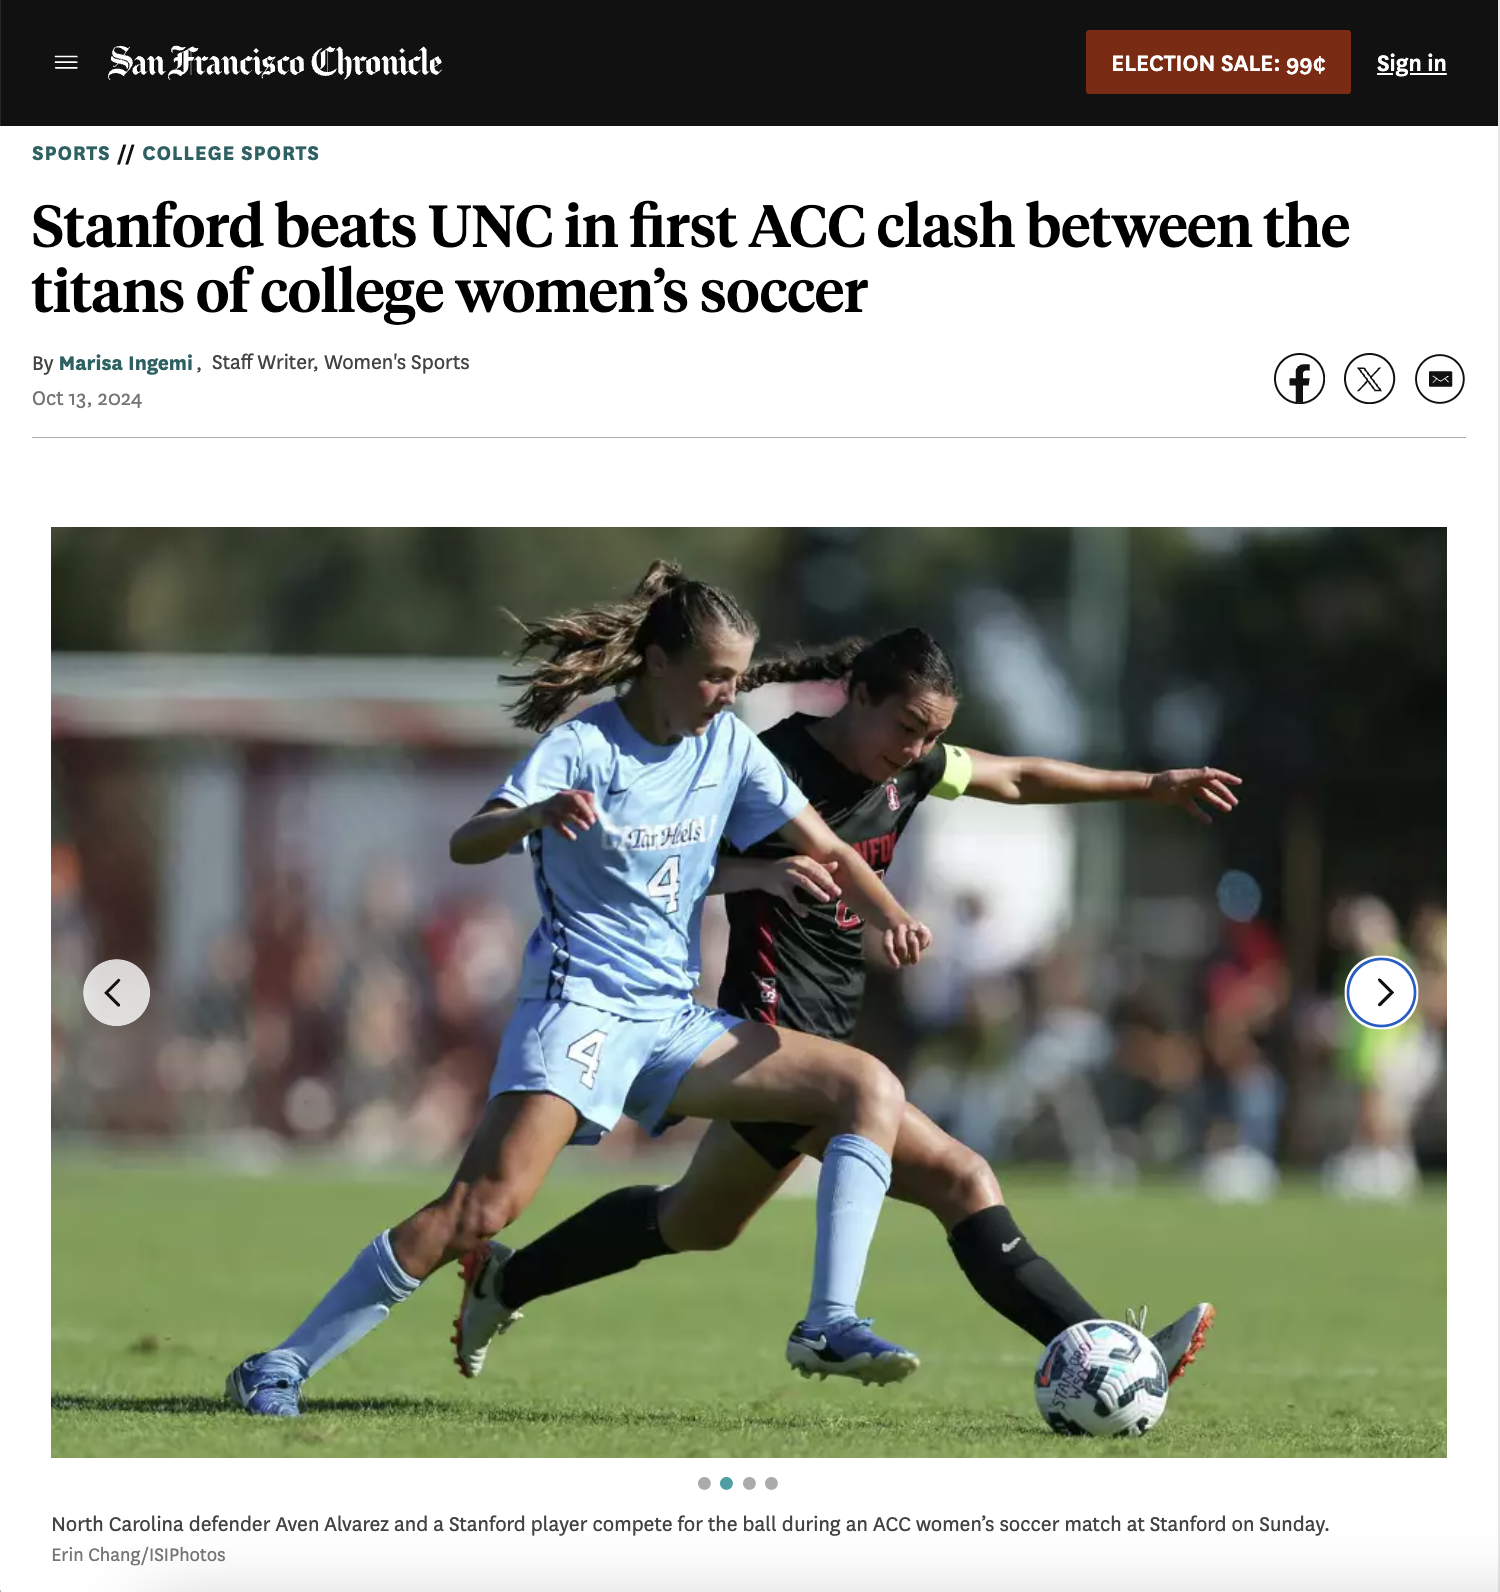 San Francisco Chronicle
ELECTION SALE: 99¢
Sign in
SPORTS // COLLEGE SPORTS
Stanford beats UNC in first ACC clash between the
titans of college women’s soccer
By Marisa Ingemi, Staff Writer, Women's Sports
Oct 13, 2024
Tar Heels
4
4
STANFORD
North Carolina defender Aven Alvarez and a Stanford player compete for the ball during an ACC women’s soccer match at Stanford on Sunday.
Erin Chang/ISIPhotos